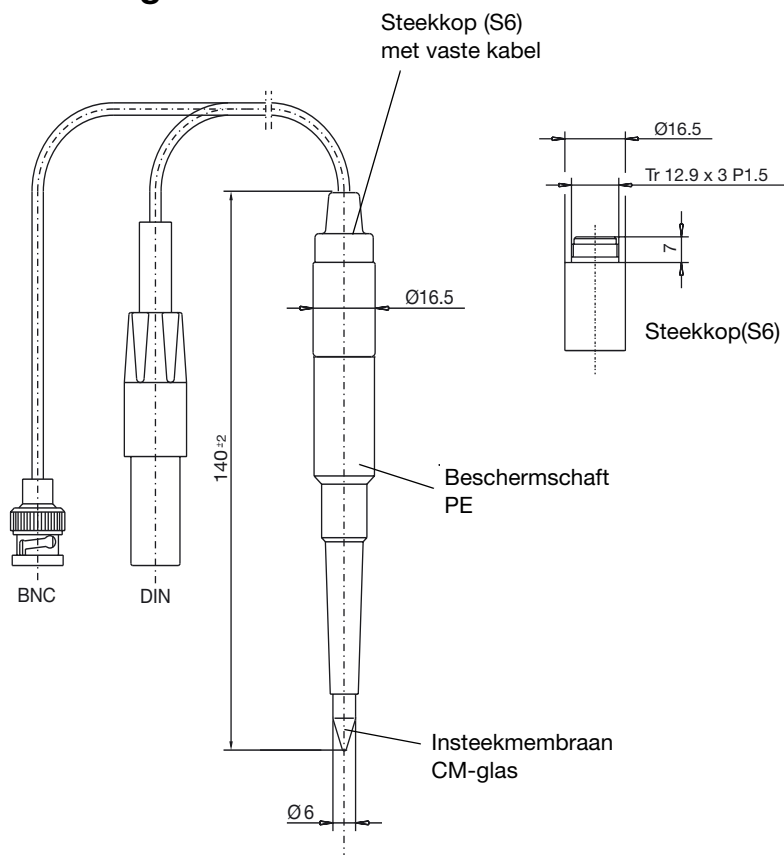 g
Steekkop (S6)
met vaste kabel
Ø16.5
Tr 12.9 x 3 P1.5
7
Steekkop(S6)
Ø16.5
140±2
Beschermschaft
PE
BNC
DIN
Insteekmembraan
CM-glas
Ø6